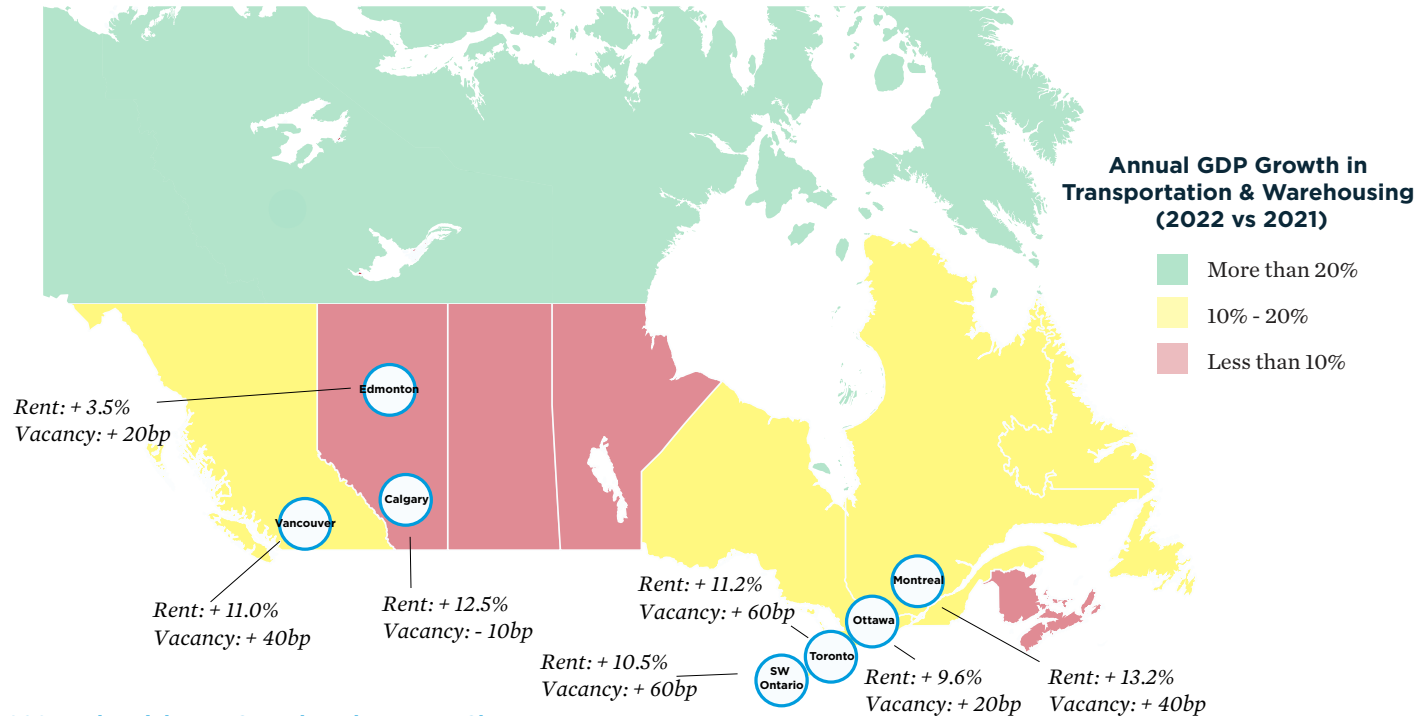 Annual GDP Growth in
Transportation & Warehousing
(2022 vs 2021)
More than 20%
10% - 20%
Less than 10%
Edmonton
Rent: + 3.5%
Vacancy: + 20bp
Calgary
Vancouver
Rent: + 11.0%
Vacancy: + 40bp
Rent: + 12.5%
Vacancy: - 10bp
Montreal
Rent: + 11.2%
Vacancy: + 60bp
Ottawa
Toronto
SW
Ontario
Rent: + 10.5%
Vacancy: + 60bp
Rent: + 9.6%
Vacancy: + 20bp
Rent: + 13.2%
Vacancy: + 40bp